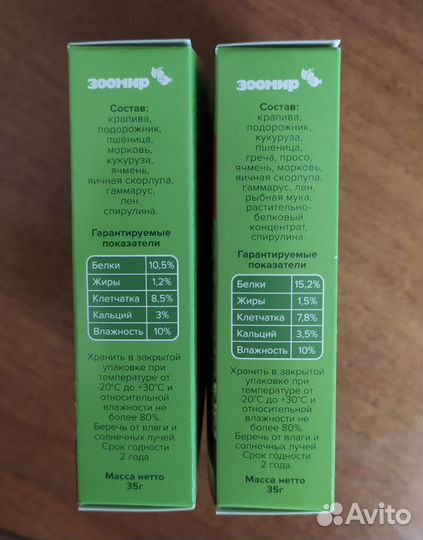 зоомир
Состав:
крапива,
подорожник,
пшеница,
морковь,
кукуруза,
ячмень,
яичная скорлупа,
гаммарус,
лен,
спирулина.
Гарантируемые
показатели
Белки 10,5%
Жиры 1,2%
Клетчатка 8,5%
Кальций 3%
Влажность 10%
Хранить в закрытой
упаковке при
температуре от
-20°С до +30°С и
относительной
влажности не
более 80%.
Беречь от влаги и
солнечных лучей.
Срок годности
2 года.
Масса нетто
35г
зоомир
Состав:
крапива,
подорожник,
кукуруза,
пшеница,
греча, просо,
ячмень, морковь,
яичная скорлупа,
гаммарус, лен,
рыбная мука,
растительно-
белковый
концентрат,
спирулина.
Гарантируемые
показатели
Белки 15,2%
Жиры 1,5%
Клетчатка 7,8%
Кальций 3,5%
Влажность 10%
Хранить в закрытой
упаковке при
температуре от
-20°С до +30°С и
относительной
влажности не
более 80%.
Беречь от влаги и
солнечных лучей.
Срок годности
2 года.
Масса нетто
35г
Avito